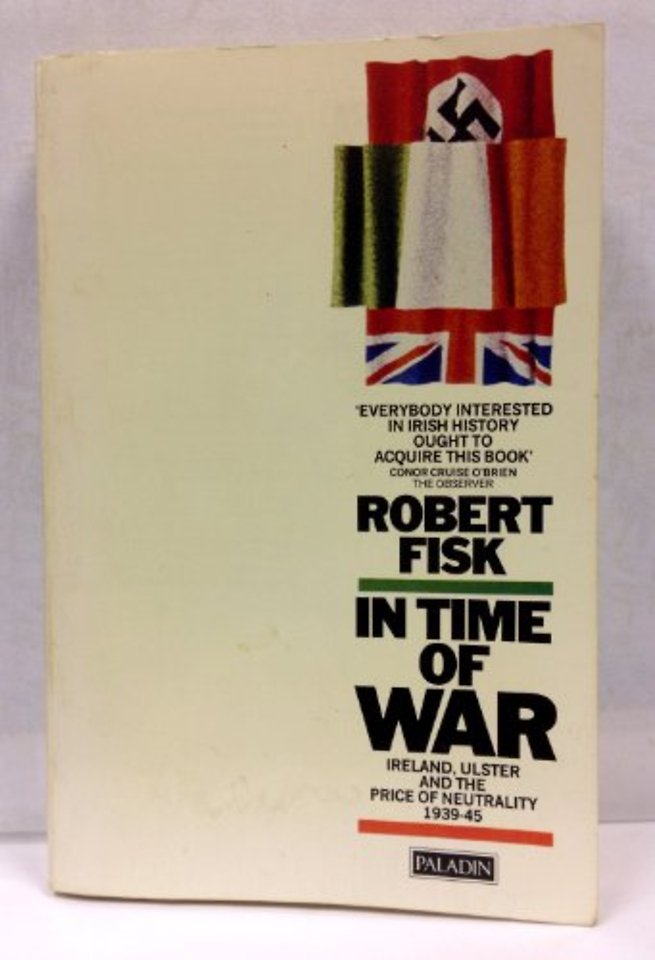 'EVERYBODY INTERESTED
IN IRISH HISTORY
OUGHT TO
ACQUIRE THIS BOOK'
CONOR CRUISE O'BRIEN
THE OBSERVER
ROBERT
FISK
IN TIME
OF
WAR
IRELAND, ULSTER
AND THE
PRICE OF NEUTRALITY
1939-45
PALADIN